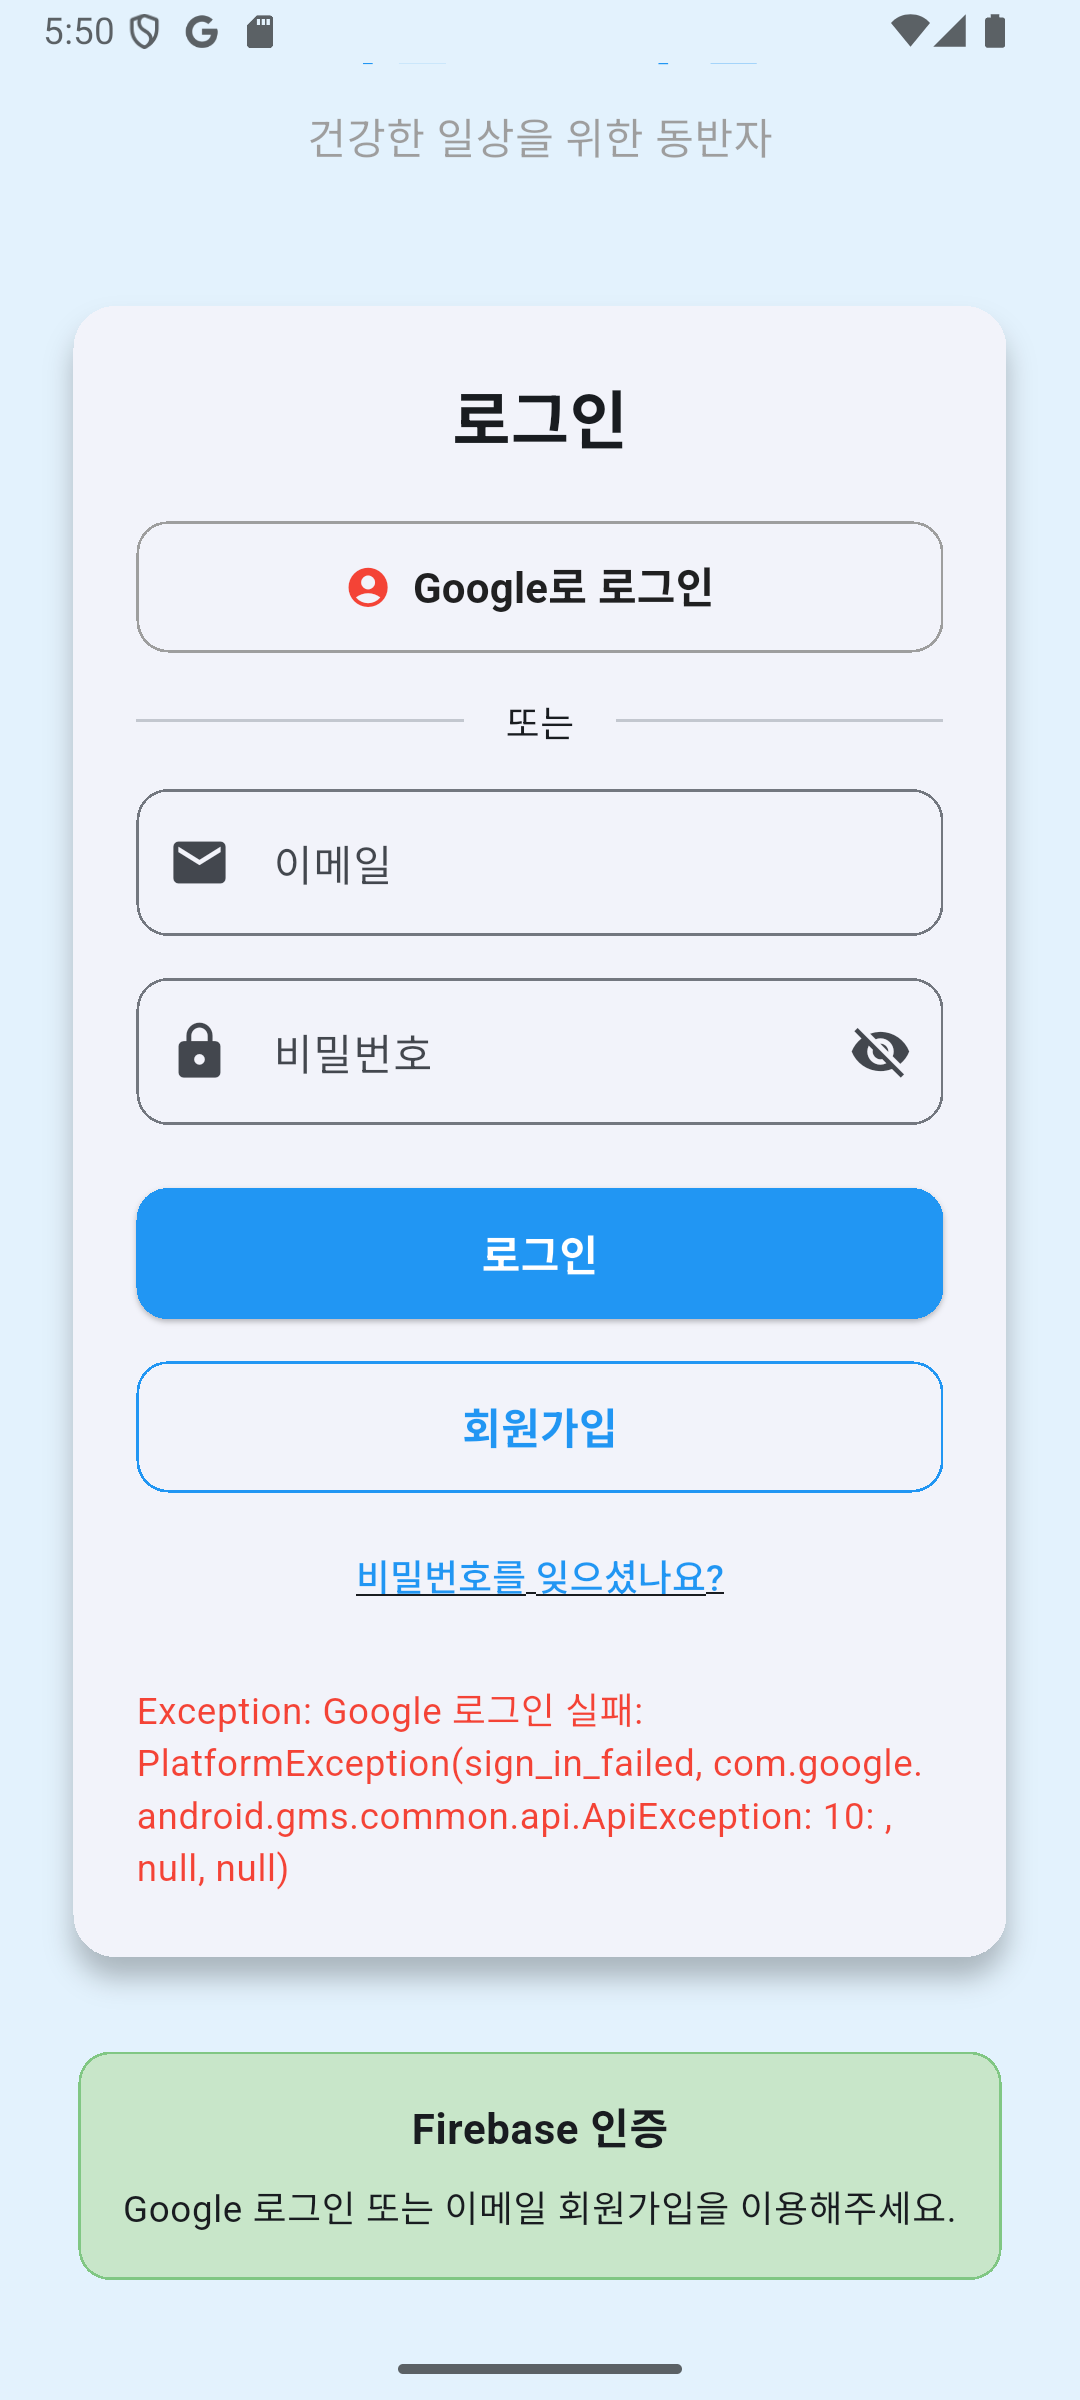 5:50
건강한 일상을 위한 동반자
로그인
Google로 로그인
또는
이메일
비밀번호
로그인
회원가입
비밀번호를 잊으셨나요?
Exception: Google 로그인 실패:
PlatformException(sign_in_failed, com.google.
android.gms.common.api.ApiException: 10: ,
null, null)
Firebase 인증
Google 로그인 또는 이메일 회원가입을 이용해주세요.